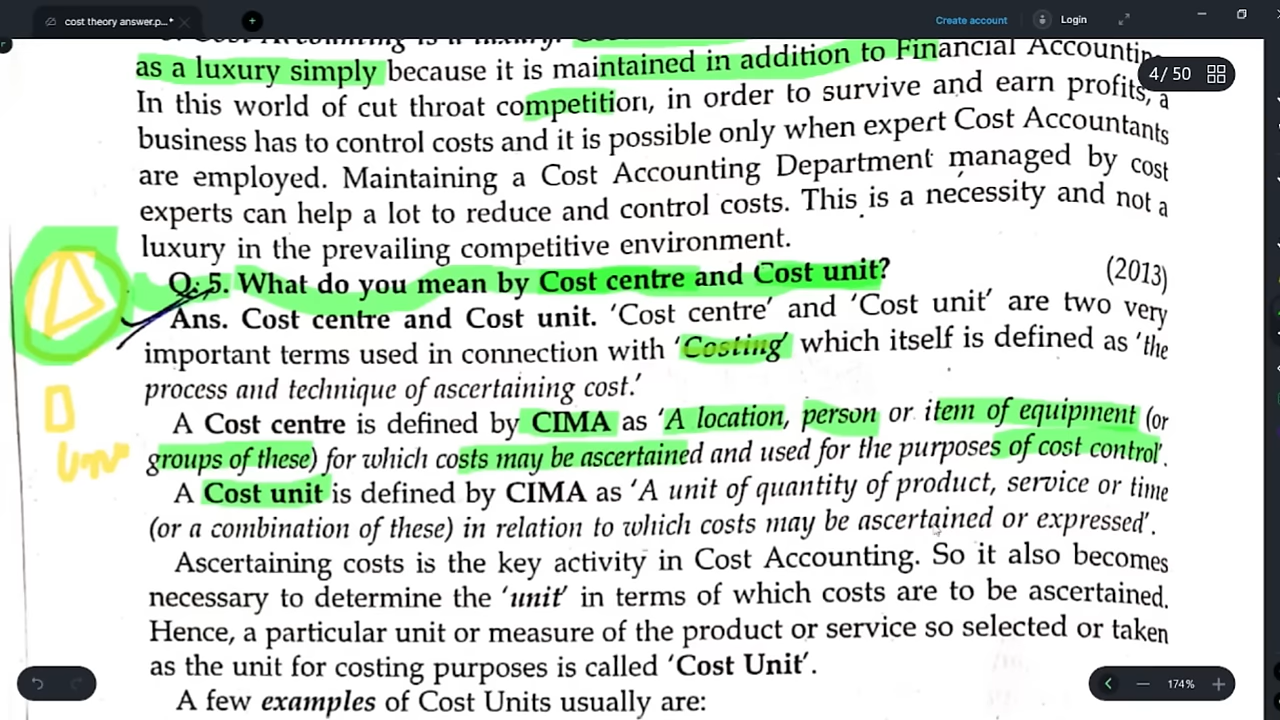 cost theory answer.p...*
Create account
Login
4/50
as a luxury simply because it is maintained in addition to Financial
In this world of cut throat competition, in order to survive and earn profits, a
business has to control costs and it is possible only when expert Cost Accountants
are employed. Maintaining a Cost Accounting Department managed by cost
experts can help a lot to reduce and control costs. This is a necessity and not a
luxury in the prevailing competitive environment.
Q. 5. What do you mean by Cost centre and Cost unit? (2013)
Ans. Cost centre and Cost unit. 'Cost centre' and 'Cost unit' are two very
important terms used in connection with 'Costing' which itself is defined as 'the
process and technique of ascertaining cost.'
A Cost centre is defined by CIMA as 'A location, person or item of equipment (or
groups of these) for which costs may be ascertained and used for the purposes of cost control'.
A Cost unit is defined by CIMA as 'A unit of quantity of product, service or time
(or a combination of these) in relation to which costs may be ascertained or expressed'.
Ascertaining costs is the key activity in Cost Accounting. So it also becomes
necessary to determine the 'unit' in terms of which costs are to be ascertained.
Hence, a particular unit or measure of the product or service so selected or taken
as the unit for costing purposes is called 'Cost Unit'.
A few examples of Cost Units usually are:
174%